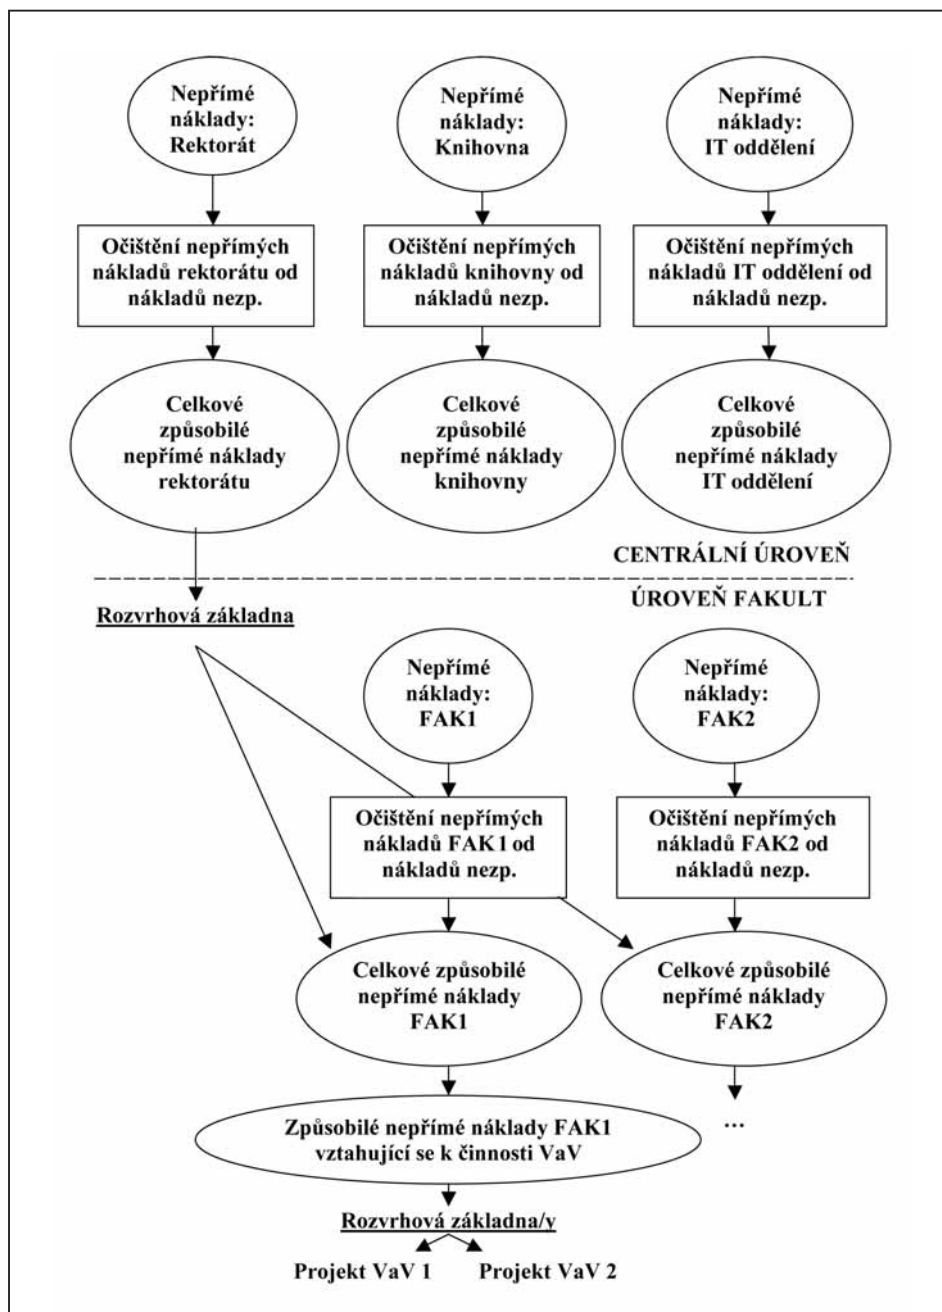 Nepřímé
náklady:
Rektorát
Nepřímé
náklady:
Knihovna
Nepřímé
náklady:
IT oddělení
Očištění nepřímých
nákladů rektorátu od
nákladů nezp.
Očištění nepřímých
nákladů knihovny od
nákladů nezp.
Očištění nepřímých
nákladů IT oddělení od
nákladů nezp.
Celkové
způsobilé
nepřímé náklady
rektorátu
Celkové
způsobilé
nepřímé náklady
knihovny
Celkové
způsobilé
nepřímé náklady
IT oddělení
CENTRÁLNÍ ÚROVEŇ
ÚROVEŇ FAKULT
Rozvrhová základna
Nepřímé
náklady:
FAK1
Nepřímé
náklady:
FAK2
Očištění nepřímých
nákladů FAK1 od
nákladů nezp.
Očištění nepřímých
nákladů FAK2 od
nákladů nezp.
Celkové způsobilé
nepřímé náklady
FAK1
Celkové způsobilé
nepřímé náklady
FAK2
...
Způsobilé nepřímé náklady FAK1
vztahující se k činnosti VaV
Rozvrhová základna/y
Projekt VaV 1
Projekt VaV 2